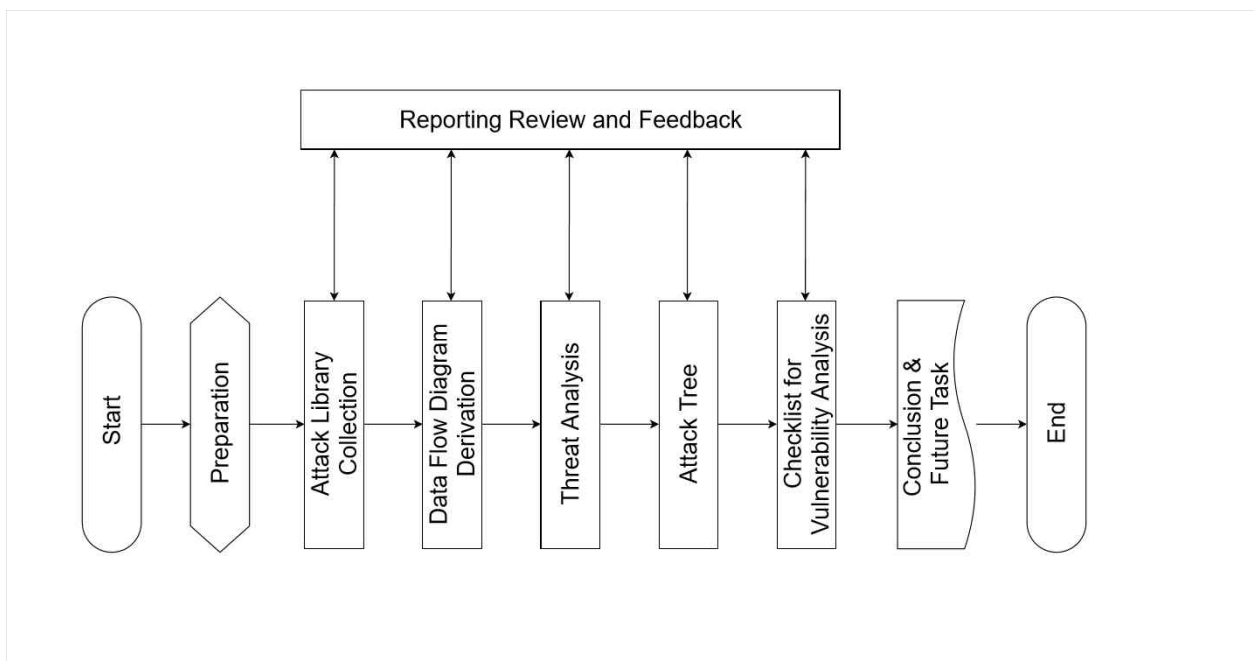 Reporting Review and Feedback
Start
Preparation
Attack Library
Collection
Data Flow Diagram
Derivation
Threat Analysis
Attack Tree
Checklist for
Vulnerability Analysis
Conclusion &
Future Task
End